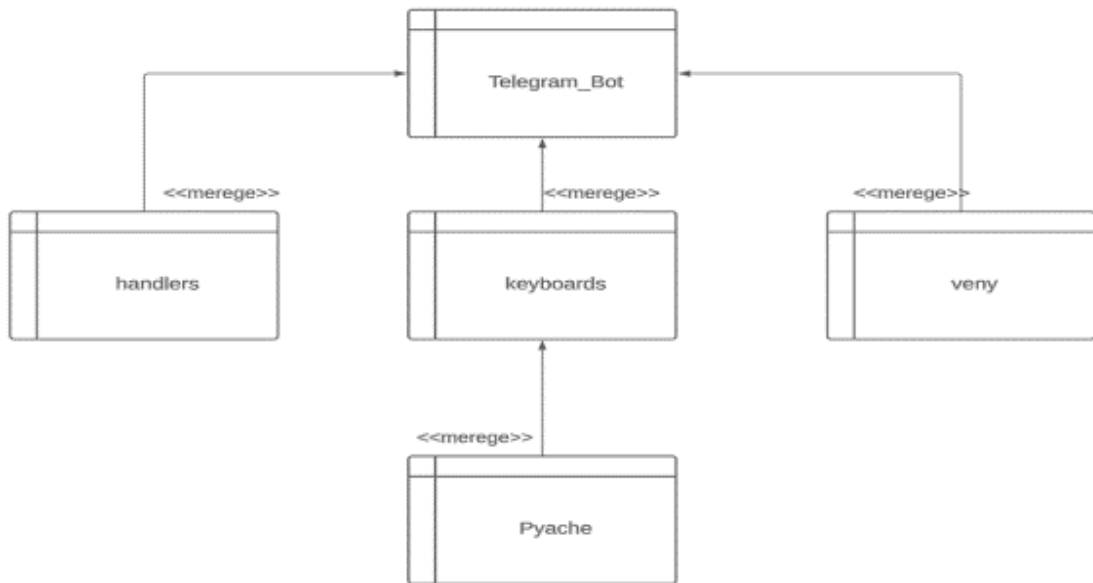 Telegram_Bot
<<merege>>
<<merege>>
<<merege>>
handlers
keyboards
veny
<<merege>>
Pyache